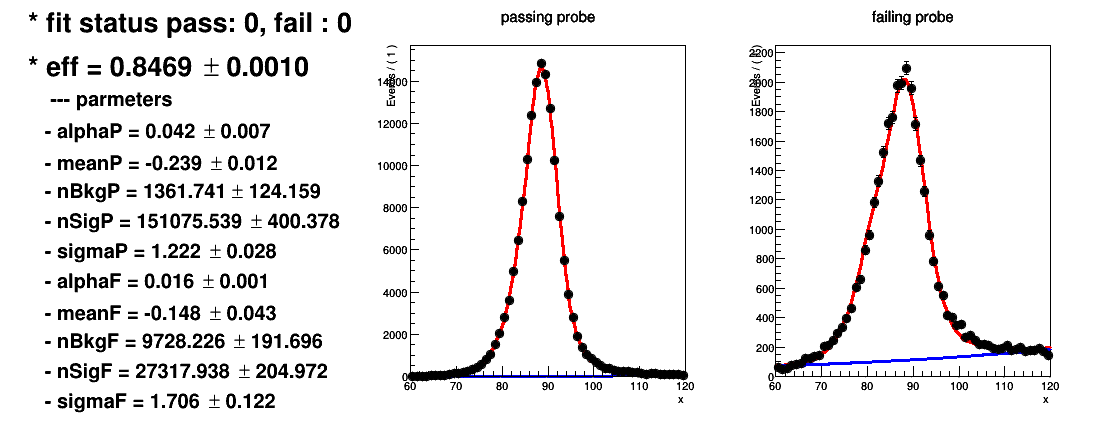 * fit status pass: 0, fail : 0
* eff = 0.8469 ± 0.0010
--- parmeters
- alphaP = 0.042 ± 0.007
- meanP = -0.239 ± 0.012
- nBkgP = 1361.741 ± 124.159
- nSigP = 151075.539 ± 400.378
- sigmaP = 1.222 ± 0.028
- alphaF = 0.016 ± 0.001
- meanF = -0.148 ± 0.043
- nBkgF = 9728.226 ± 191.696
- nSigF = 27317.938 ± 204.972
- sigmaF = 1.706 ± 0.122
passing probe
Events / ( 1 )
14000
12000
10000
8000
6000
4000
2000
0
60 70 80 90 100 110 120
x
failing probe
Events / ( 1 )
2200
2000
1800
1600
1400
1200
1000
800
600
400
200
0
60 70 80 90 100 110 120
x